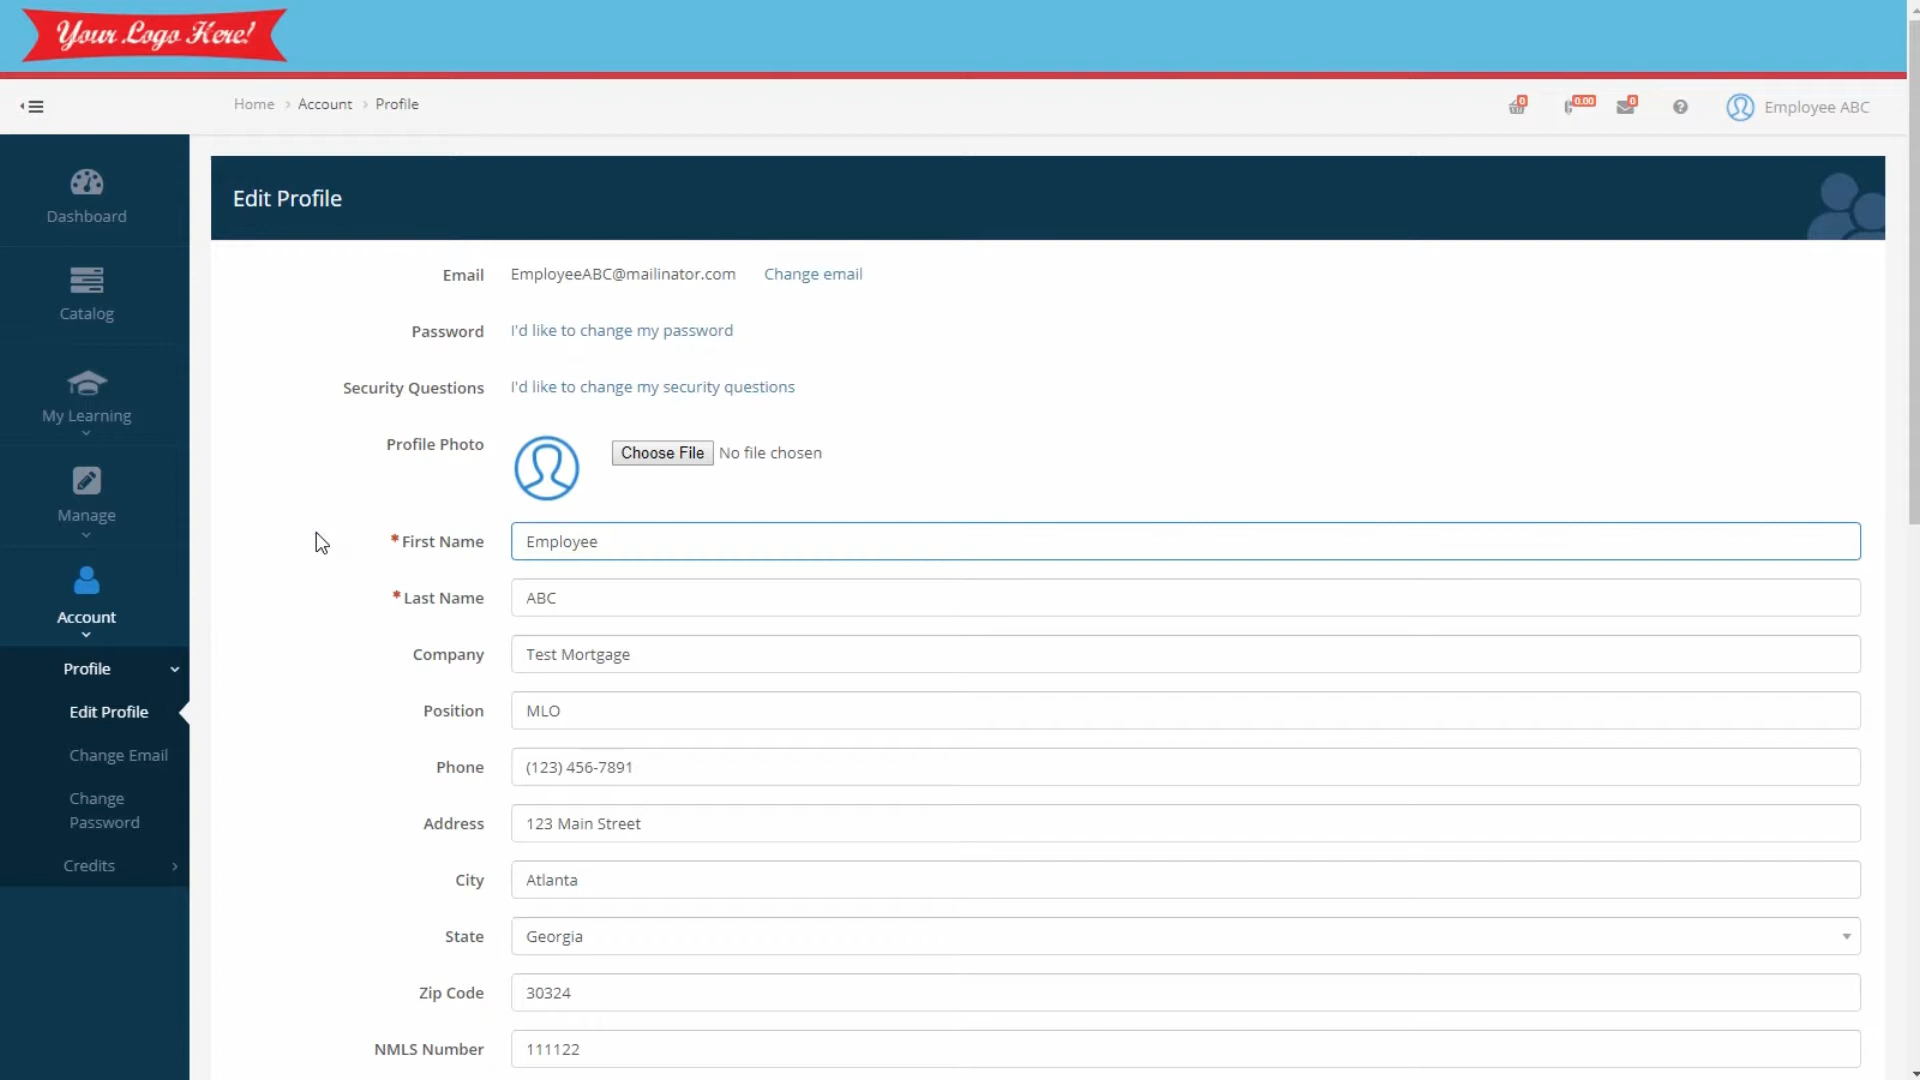 Your Logo Here!
Home > Account > Profile
0
0.00
0
Employee ABC
Dashboard
Catalog
My Learning
Manage
Account
Profile
Edit Profile
Change Email
Change
Password
Credits
Edit Profile
Email EmployeeABC@mailinator.com Change email
Password I'd like to change my password
Security Questions I'd like to change my security questions
Profile Photo Choose File No file chosen
*First Name Employee
*Last Name ABC
Company Test Mortgage
Position MLO
Phone (123) 456-7891
Address 123 Main Street
City Atlanta
State Georgia
Zip Code 30324
NMLS Number 111122